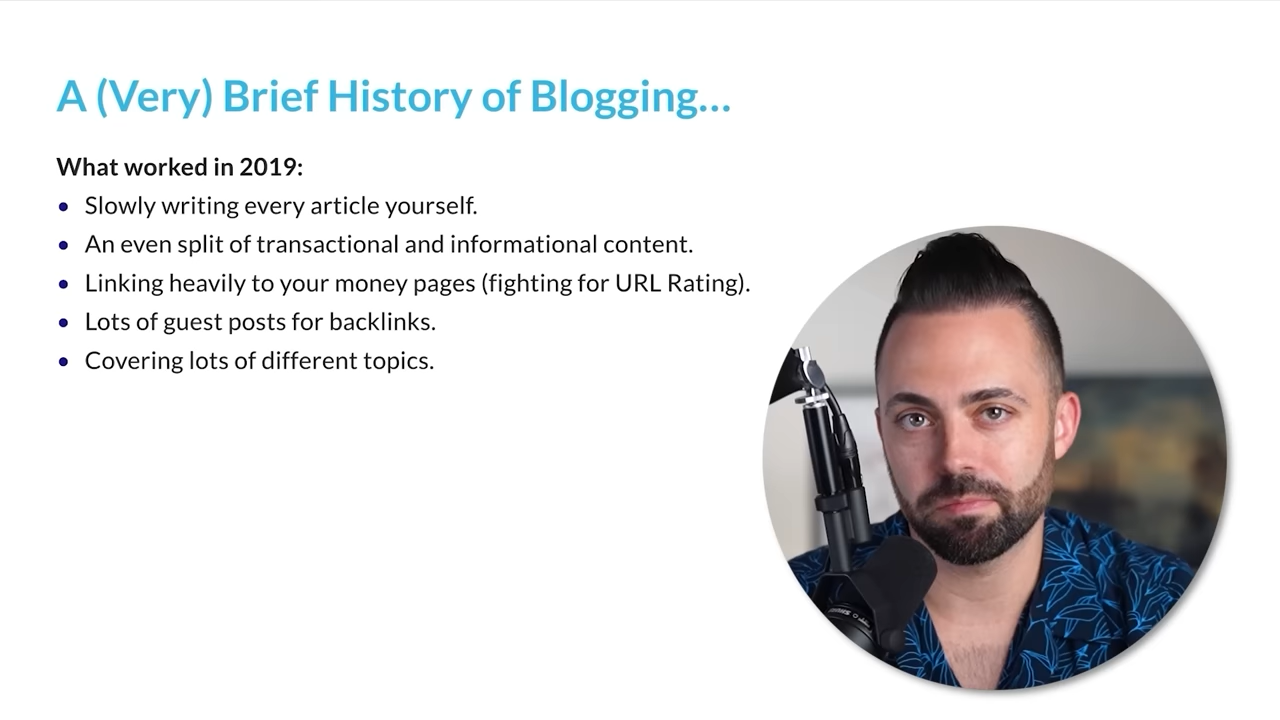 A (Very) Brief History of Blogging...
What worked in 2019:
• Slowly writing every article yourself.
• An even split of transactional and informational content.
• Linking heavily to your money pages (fighting for URL Rating).
• Lots of guest posts for backlinks.
• Covering lots of different topics.